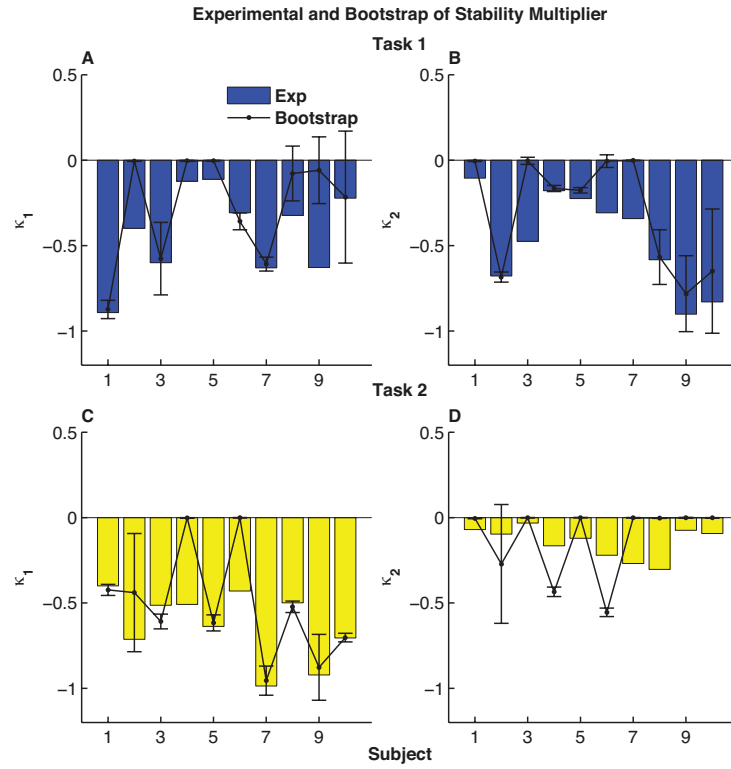 Experimental and Bootstrap of Stability Multiplier
Task 1
A
B
0.5
0
−0.5
−1
κ1
Exp
Bootstrap
1 3 5 7 9
0.5
0
−0.5
−1
κ2
1 3 5 7 9
Task 2
C
D
0.5
0
−0.5
−1
κ1
1 3 5 7 9
0.5
0
−0.5
−1
κ2
1 3 5 7 9
Subject